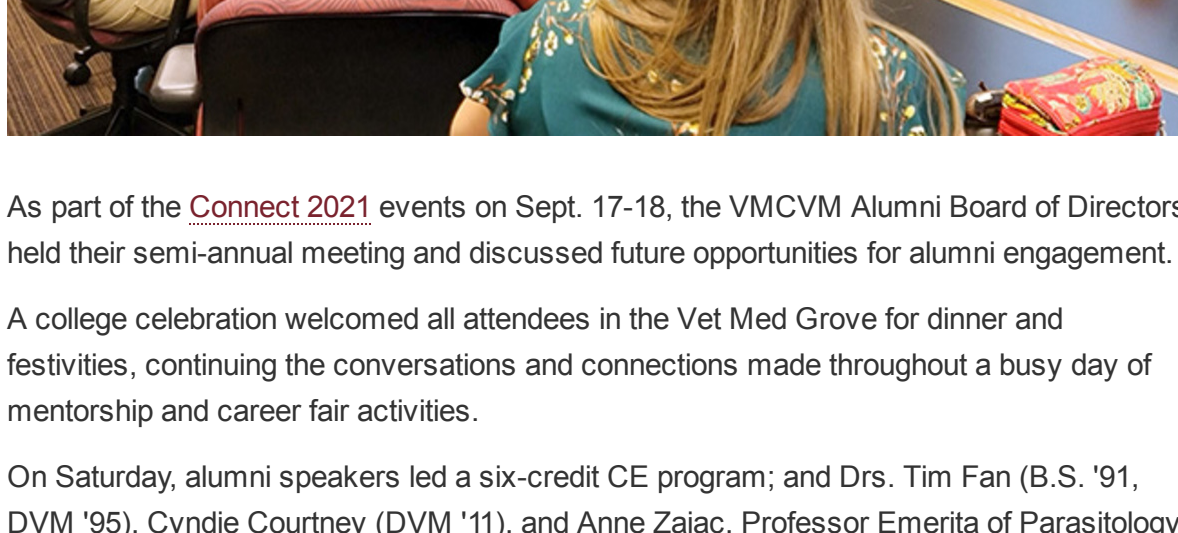 As part of the Connect 2021 events on Sept. 17-18, the VMCVM Alumni Board of Directors
held their semi-annual meeting and discussed future opportunities for alumni engagement.
A college celebration welcomed all attendees in the Vet Med Grove for dinner and
festivities, continuing the conversations and connections made throughout a busy day of
mentorship and career fair activities.
On Saturday, alumni speakers led a six-credit CE program; and Drs. Tim Fan (B.S. '91,
DVM '95), Cyndie Courtney (DVM '11), and Anne Zajac, Professor Emerita of Parasitology